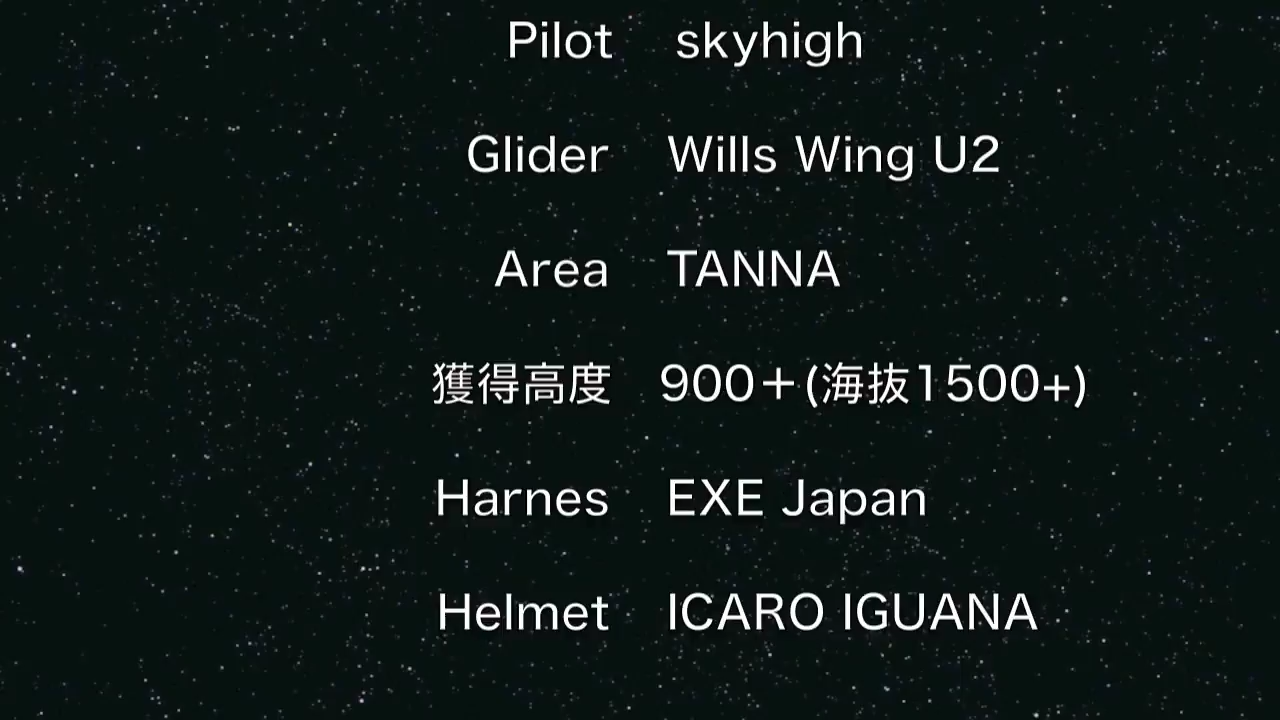 Pilot skyhigh
Glider Wills Wing U2
Area TANNA
獲得高度 900＋(海抜1500+)
Harnes EXE Japan
Helmet ICARO IGUANA